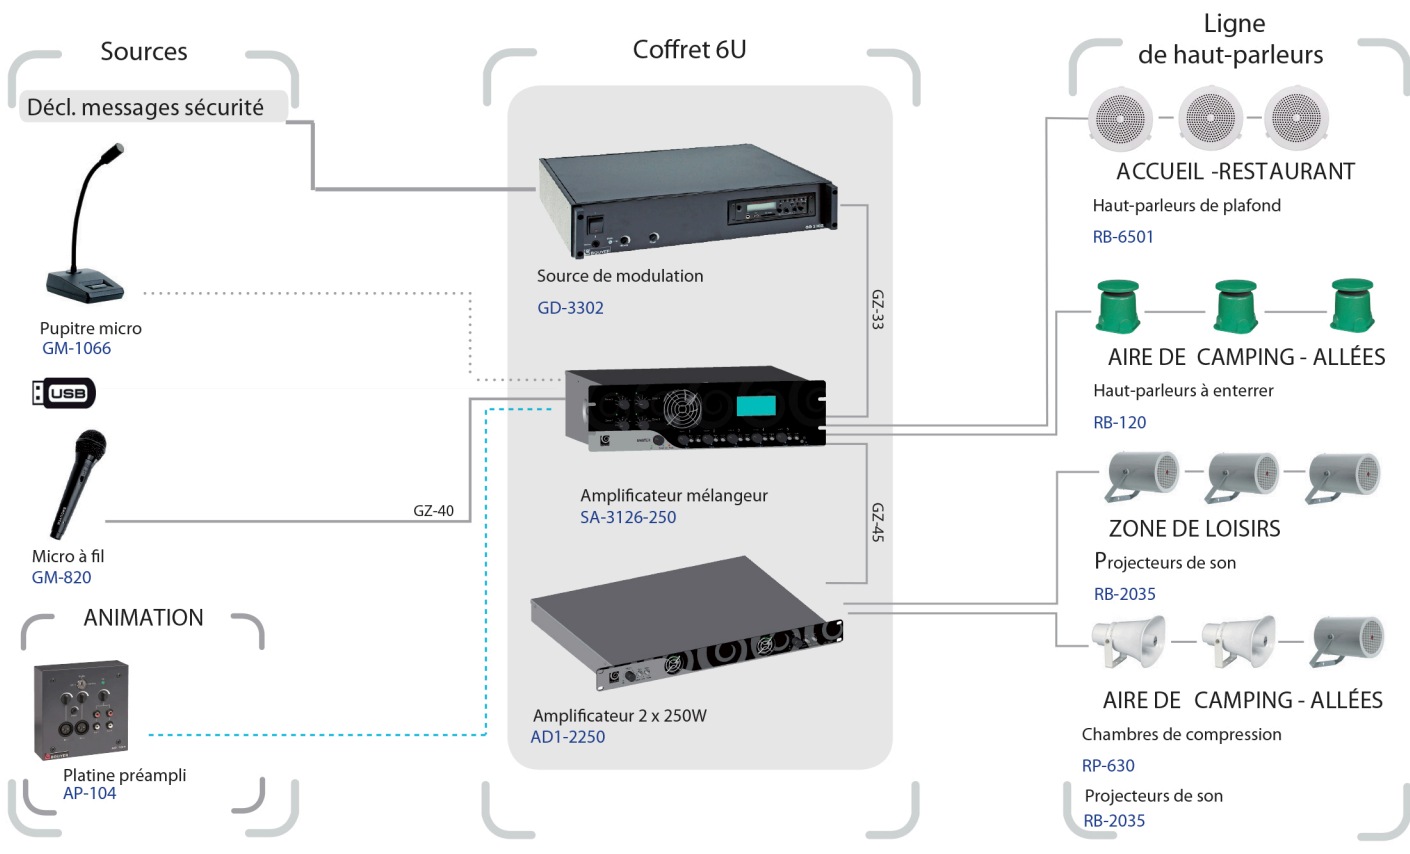 Sources
Décl. messages sécurité
Pupitre micro
GM-1066
USB
GZ-40
Micro à fil
GM-820
ANIMATION
Platine préampli
AP-104
Coffret 6U
Source de modulation
GD-3302
GZ-33
Amplificateur mélangeur
SA-3126-250
GZ-45
Amplificateur 2 x 250W
AD1-2250
Ligne
de haut-parleurs
ACCUEIL -RESTAURANT
Haut-parleurs de plafond
RB-6501
AIRE DE CAMPING - ALLÉES
Haut-parleurs à enterrer
RB-120
ZONE DE LOISIRS
Projecteurs de son
RB-2035
AIRE DE CAMPING - ALLÉES
Chambres de compression
RP-630
Projecteurs de son
RB-2035